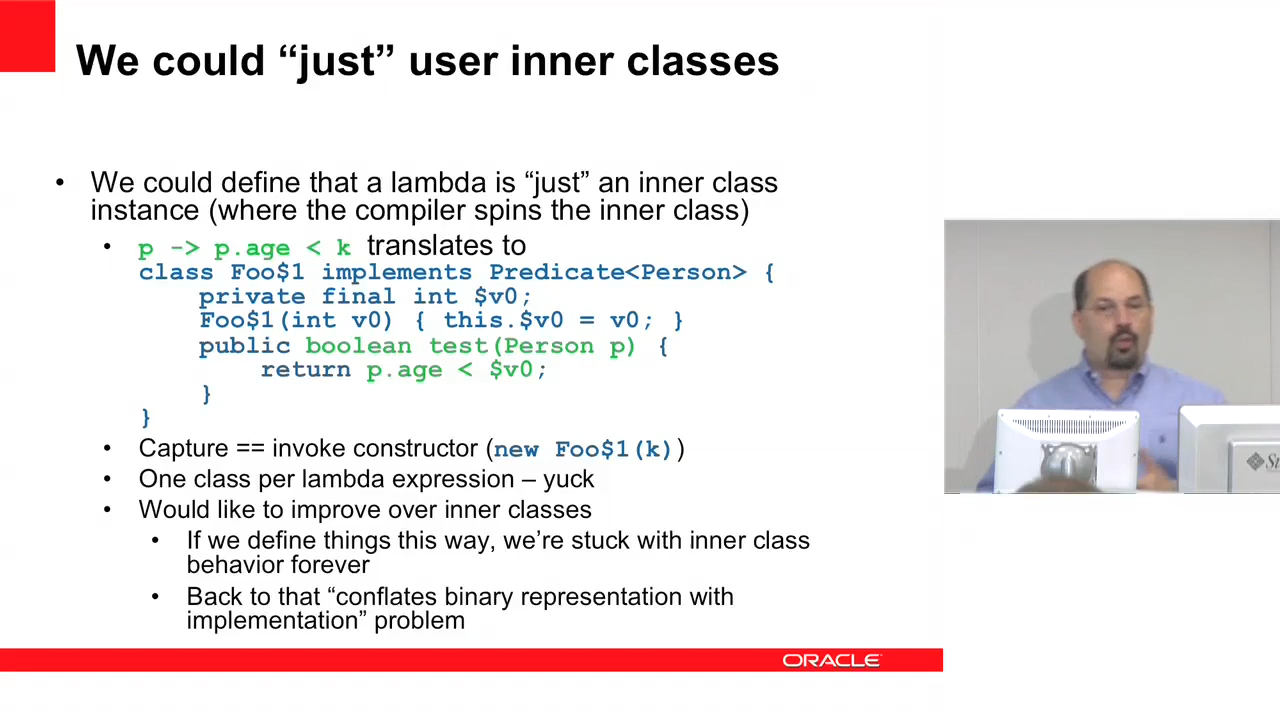 We could “just” user inner classes
• We could define that a lambda is “just” an inner class
instance (where the compiler spins the inner class)
• p -> p.age < k translates to
class Foo$1 implements Predicate<Person> {
private final int $v0;
Foo$1(int v0) { this.$v0 = v0; }
public boolean test(Person p) {
return p.age < $v0;
}
}
• Capture == invoke constructor (new Foo$1(k))
• One class per lambda expression – yuck
• Would like to improve over inner classes
• If we define things this way, we’re stuck with inner class
behavior forever
• Back to that “conflates binary representation with
implementation” problem
ORACLE